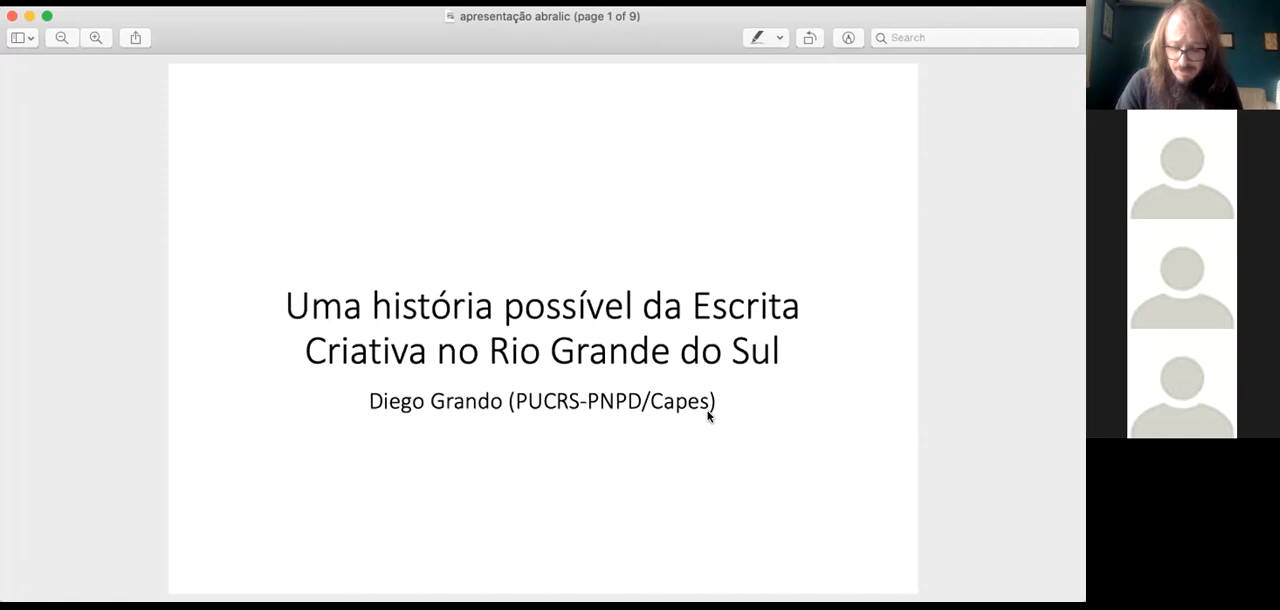 apresentação abralic (page 1 of 9)
Search
Uma história possível da Escrita
Criativa no Rio Grande do Sul
Diego Grando (PUCRS-PNPD/Capes)